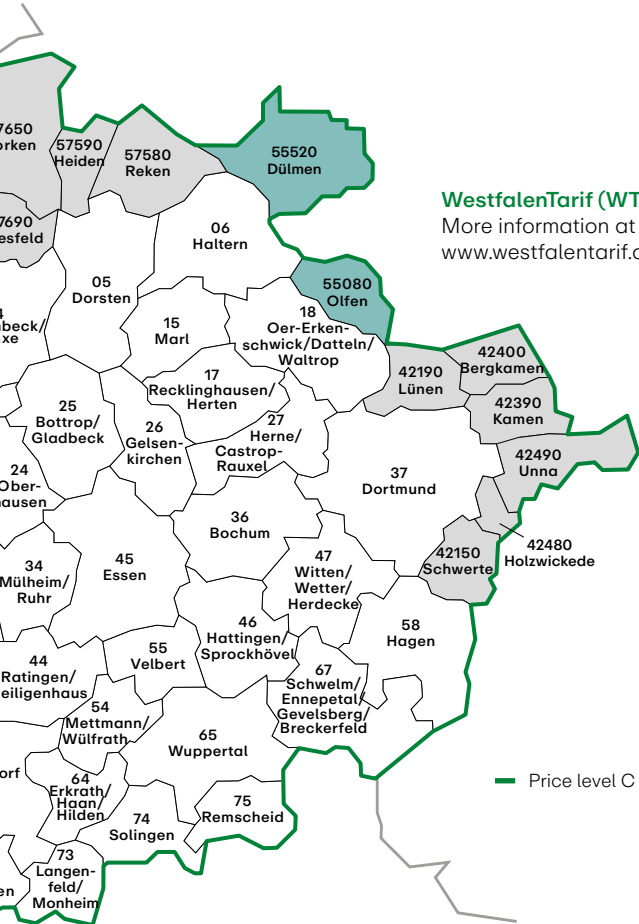 7650
orken
57590
Heiden
57580
Reken
55520
Dülmen
7690
esfeld
06
Haltern
WestfalenTarif (WT
More information at
www.westfalentarif.d
05
Dorsten
55080
Olfen
4
nbeck/
xe
15
Marl
18
Oer-Erken-
schwick/Datteln/
Waltrop
42190
Lünen
42400
Bergkamen
17
Recklinghausen/
Herten
42390
Kamen
25
Bottrop/
Gladbeck
26
Gelsen-
kirchen
27
Herne/
Castrop-
Rauxel
42490
Unna
24
Ober-
hausen
37
Dortmund
36
Bochum
42480
Holzwickede
34
Mülheim/
Ruhr
45
Essen
47
Witten/
Wetter/
Herdecke
42150
Schwerte
46
Hattingen/
Sprockhövel
58
Hagen
44
Ratingen/
eiligenhaus
55
Velbert
67
Schwelm/
Ennepetal/
Gevelsberg/
Breckerfeld
54
Mettmann/
Wülfrath
65
Wuppertal
orf
64
Erkrath/
Haan/
Hilden
Price level C
74
Solingen
75
Remscheid
73
Langen-
feld/
Monheim
en